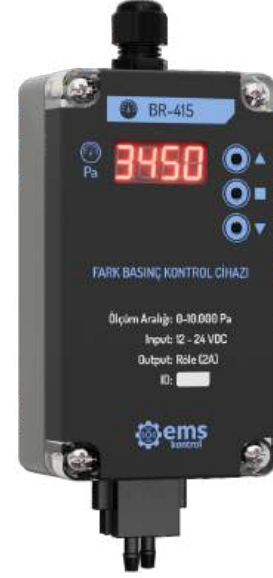 BR-415
3450
Pa
FARK BASINÇ KONTROL CİHAZI
Ölçüm Aralığı: 0-10.000 Pa
Input: 12 - 24 VDC
Output: Röle (2A)
ID:
ems
kontrol